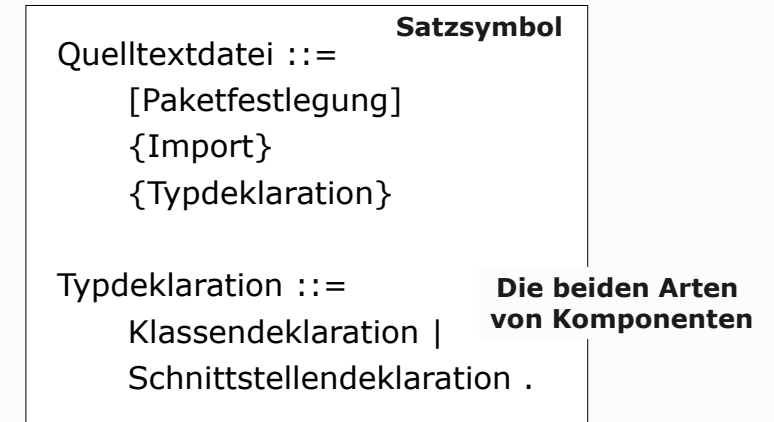 Satzsymbol
Quelltextdatei ::=
[Paketfestlegung]
{Import}
{Typdeklaration}
Typdeklaration ::=
Die beiden Arten
von Komponenten
Klassendeklaration |
Schnittstellendeklaration .